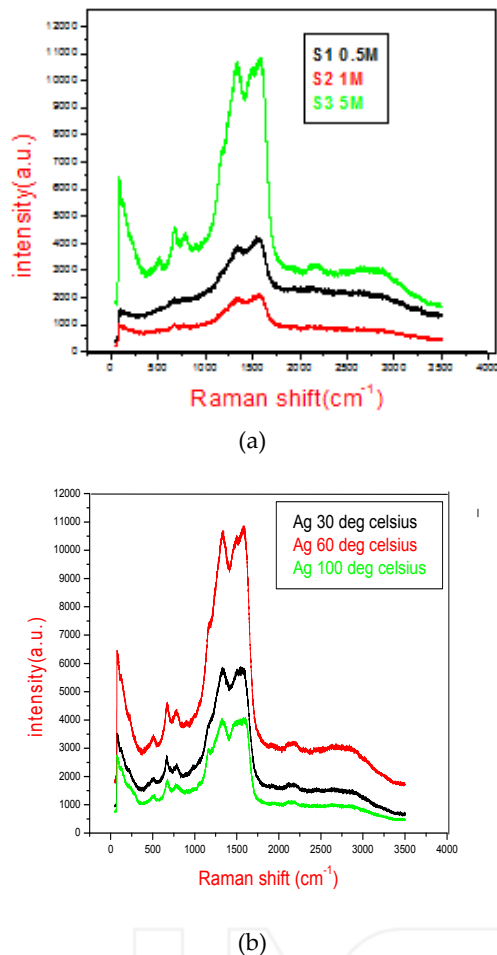 S1 0.5M
S2 1M
S3 5M
12000
11000
10000
9000
8000
7000
6000
5000
4000
3000
2000
1000
0
intensity(a.u.)
0 500 1000 1500 2000 2500 3000 3500 4000
Raman shift(cm⁻¹)
(a)
12000
11000
10000
9000
8000
7000
6000
5000
4000
3000
2000
1000
0
intensity(a.u.)
Ag 30 deg celsius
Ag 60 deg celsius
Ag 100 deg celsius
0 500 1000 1500 2000 2500 3000 3500 4000
Raman shift (cm⁻¹)
(b)